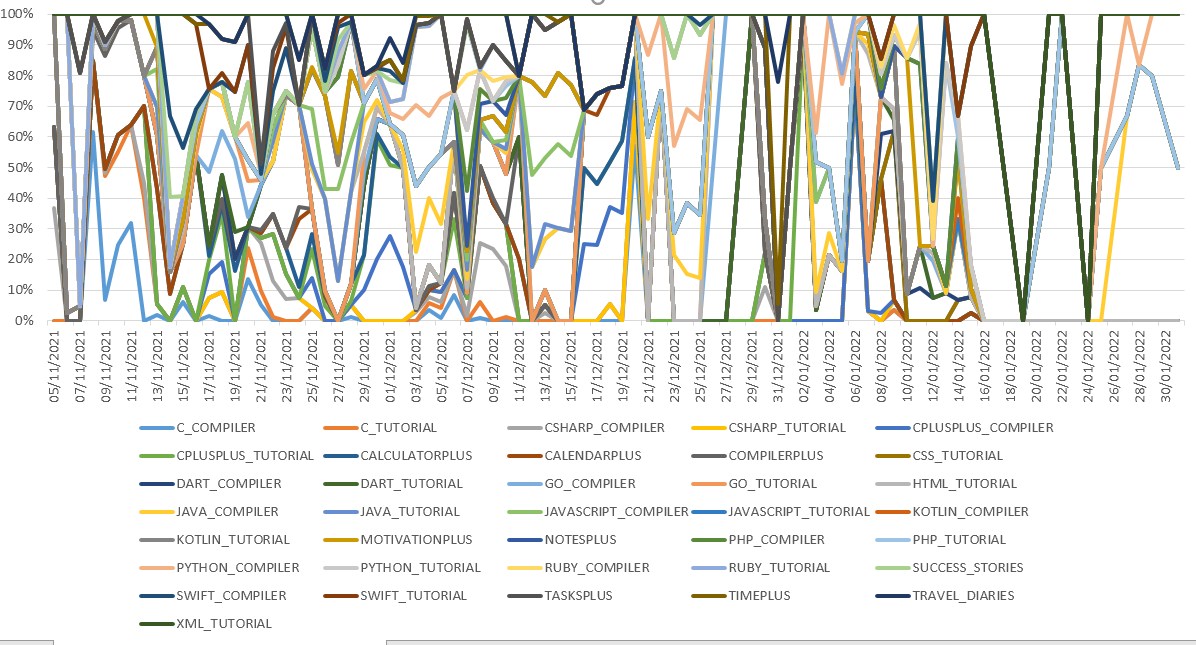 100%
90%
80%
70%
60%
50%
40%
30%
20%
10%
0%
05/11/2021 07/11/2021 09/11/2021 11/11/2021 13/11/2021 15/11/2021 17/11/2021 19/11/2021 21/11/2021 23/11/2021 25/11/2021 27/11/2021 29/11/2021 01/12/2021 03/12/2021 05/12/2021 07/12/2021 09/12/2021 11/12/2021 13/12/2021 15/12/2021 17/12/2021 19/12/2021 21/12/2021 23/12/2021 25/12/2021 27/12/2021 29/12/2021 31/12/2021 02/01/2022 04/01/2022 06/01/2022 08/01/2022 10/01/2022 12/01/2022 14/01/2022 16/01/2022 18/01/2022 20/01/2022 22/01/2022 24/01/2022 26/01/2022 28/01/2022 30/01/2022
C_COMPILER C_TUTORIAL CSHARP_COMPILER CSHARP_TUTORIAL CPLUSPLUS_COMPILER
CPLUSPLUS_TUTORIAL CALCULATORPLUS CALENDARPLUS COMPILERPLUS CSS_TUTORIAL
DART_COMPILER DART_TUTORIAL GO_COMPILER GO_TUTORIAL HTML_TUTORIAL
JAVA_COMPILER JAVA_TUTORIAL JAVASCRIPT_COMPILER JAVASCRIPT_TUTORIAL KOTLIN_COMPILER
KOTLIN_TUTORIAL MOTIVATIONPLUS NOTESPLUS PHP_COMPILER PHP_TUTORIAL
PYTHON_COMPILER PYTHON_TUTORIAL RUBY_COMPILER RUBY_TUTORIAL SUCCESS_STORIES
SWIFT_COMPILER SWIFT_TUTORIAL TASKSPLUS TIMEPLUS TRAVEL_DIARIES
XML_TUTORIAL